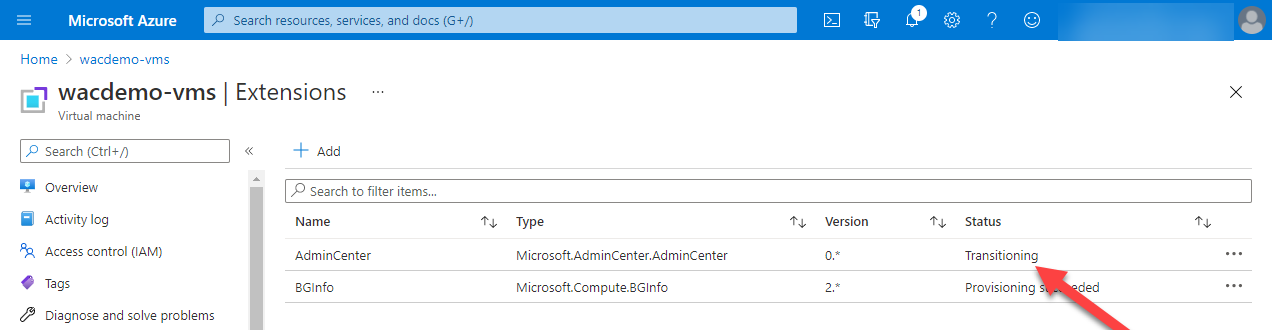 Microsoft Azure
Search resources, services, and docs (G+/)
1
Home > wacdemo-vms
wacdemo-vms | Extensions ...
Virtual machine
Search (Ctrl+/)
«
Overview
Activity log
Access control (IAM)
Tags
Diagnose and solve problems
+ Add
Search to filter items...
Name Type Version Status
AdminCenter Microsoft.AdminCenter.AdminCenter 0.* Transitioning ...
BGInfo Microsoft.Compute.BGInfo 2.* Provisioning succeeded ...